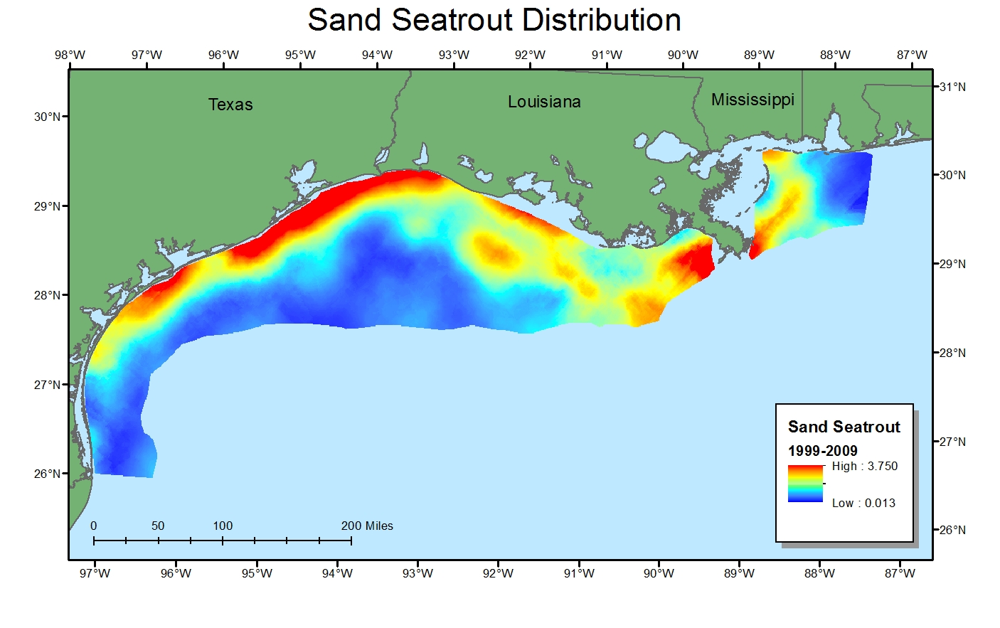 Sand Seatrout Distribution
98°W 97°W 96°W 95°W 94°W 93°W 92°W 91°W 90°W 89°W 88°W 87°W
31°N
Texas Louisiana Mississippi
30°N
30°N
29°N
29°N
28°N
28°N
27°N
27°N
26°N
26°N
Sand Seatrout
1999-2009
High : 3.750
Low : 0.013
0 50 100 200 Miles
97°W 96°W 95°W 94°W 93°W 92°W 91°W 90°W 89°W 88°W 87°W